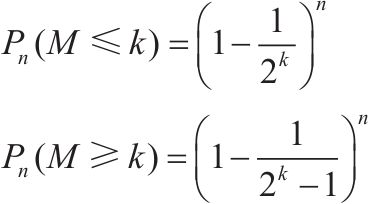 P_n (M ≤ k) = (1 - 1/2^k)^n
P_n (M ≥ k) = (1 - 1/(2^k - 1))^n